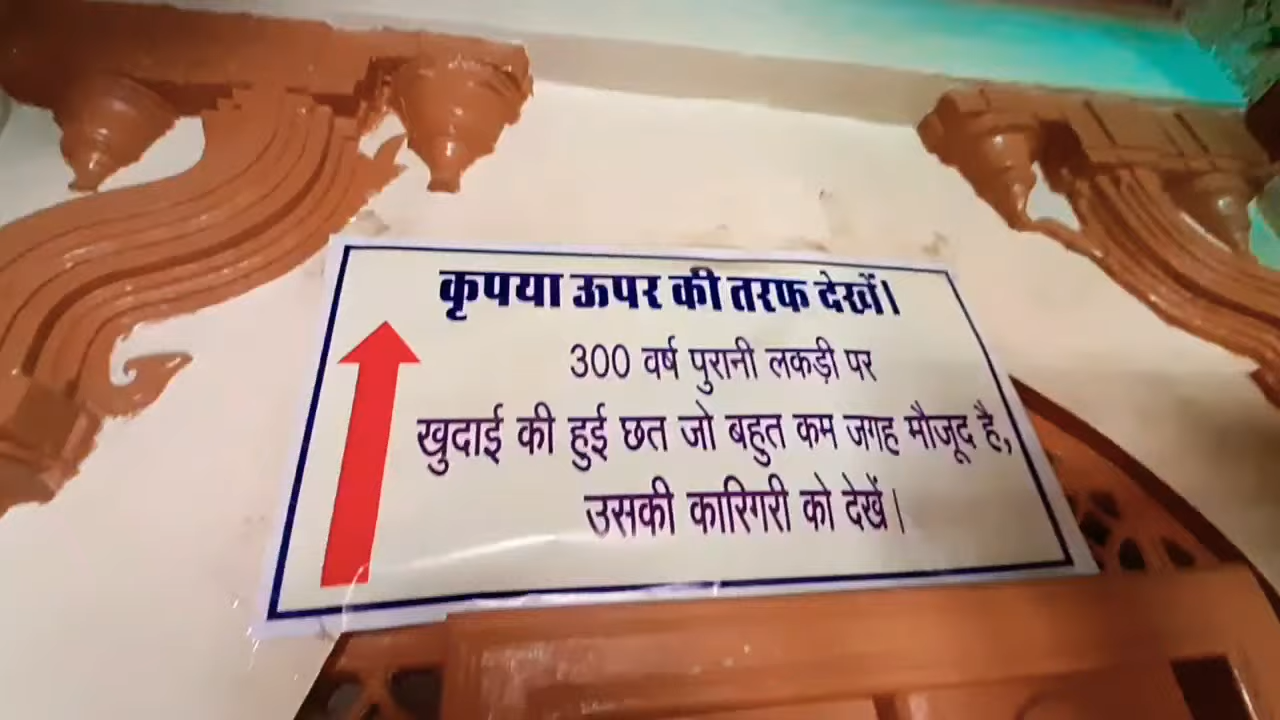 कृपया ऊपर की तरफ देखें।
300 वर्ष पुरानी लकड़ी पर
खुदाई की हुई छत जो बहुत कम जगह मौजूद है,
उसकी कारिगरी को देखें।